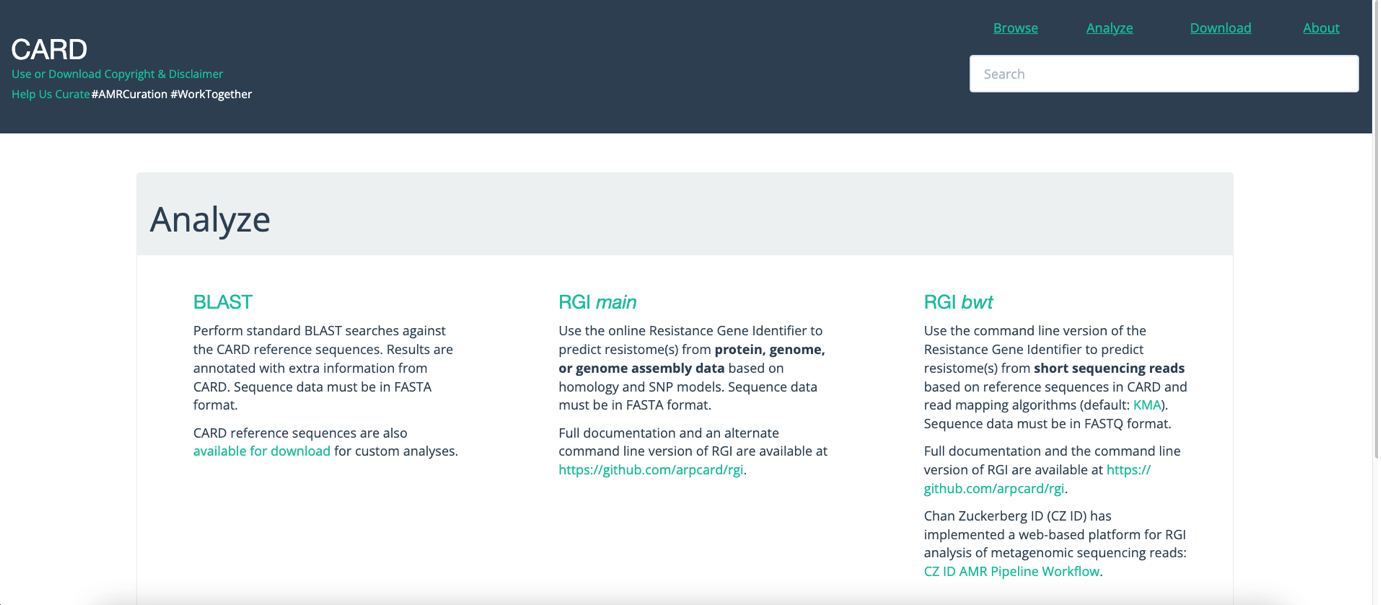 CARD
Use or Download Copyright & Disclaimer
Help Us Curate #AMRCuration #WorkTogether
Browse
Analyze
Download
About
Search
Analyze
BLAST
Perform standard BLAST searches against
the CARD reference sequences. Results are
annotated with extra information from
CARD. Sequence data must be in FASTA
format.
CARD reference sequences are also
available for download for custom analyses.
RGI main
Use the online Resistance Gene Identifier to
predict resistome(s) from protein, genome,
or genome assembly data based on
homology and SNP models. Sequence data
must be in FASTA format.
Full documentation and an alternate
command line version of RGI are available at
https://github.com/arpcard/rgi.
RGI bwt
Use the command line version of the
Resistance Gene Identifier to predict
resistome(s) from short sequencing reads
based on reference sequences in CARD and
read mapping algorithms (default: KMA).
Sequence data must be in FASTQ format.
Full documentation and the command line
version of RGI are available at https://
github.com/arpcard/rgi.
Chan Zuckerberg ID (CZ ID) has
implemented a web-based platform for RGI
analysis of metagenomic sequencing reads:
CZ ID AMR Pipeline Workflow.